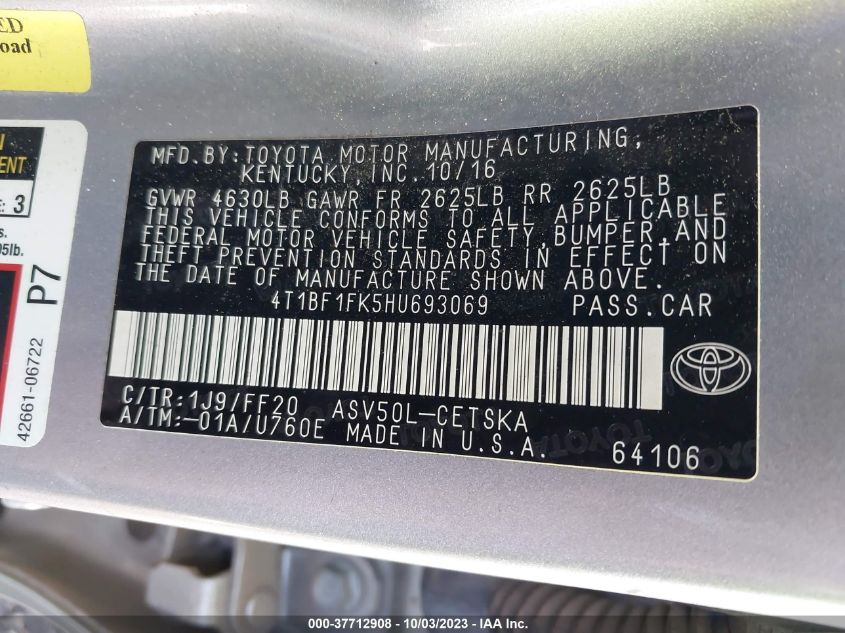 ED
oad
N
ENT
E: 3
s.
05lb.
P7
42661-06722
MFD.BY:TOYOTA MOTOR MANUFACTURING,
KENTUCKY, INC. 10/16
GVWR 4630LB GAWR FR 2625LB RR 2625LB
THIS VEHICLE CONFORMS TO ALL APPLICABLE
FEDERAL MOTOR VEHICLE SAFETY,BUMPER,AND
THEFT PREVENTION STANDARDS IN EFFECT ON
THE DATE OF MANUFACTURE SHOWN ABOVE.
4T1BF1FK5HU693069 PASS.CAR
C/TR:1J9/FF20 ASV50L-CETSKA
A/TM:-01A/U760E MADE IN U.S.A. 64106
000-37712908 - 10/03/2023 - IAA Inc.